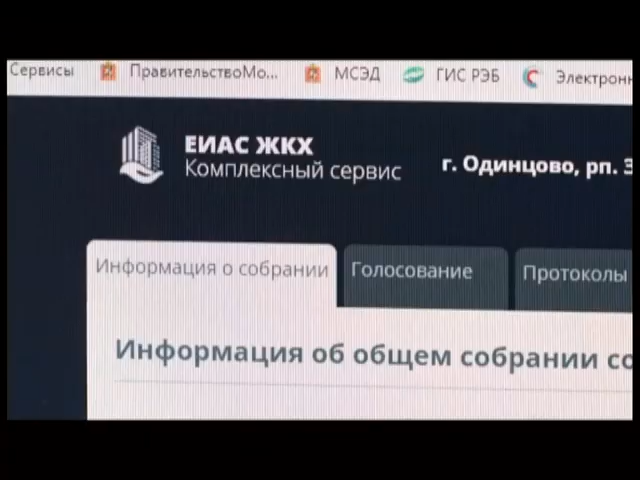 Сервисы ПравительствоМо... МСЭД ГИС РЭБ Электронн
ЕИАС ЖКХ
Комплексный сервис
г. Одинцово, рп. З
Информация о собрании Голосование Протоколы
Информация об общем собрании со